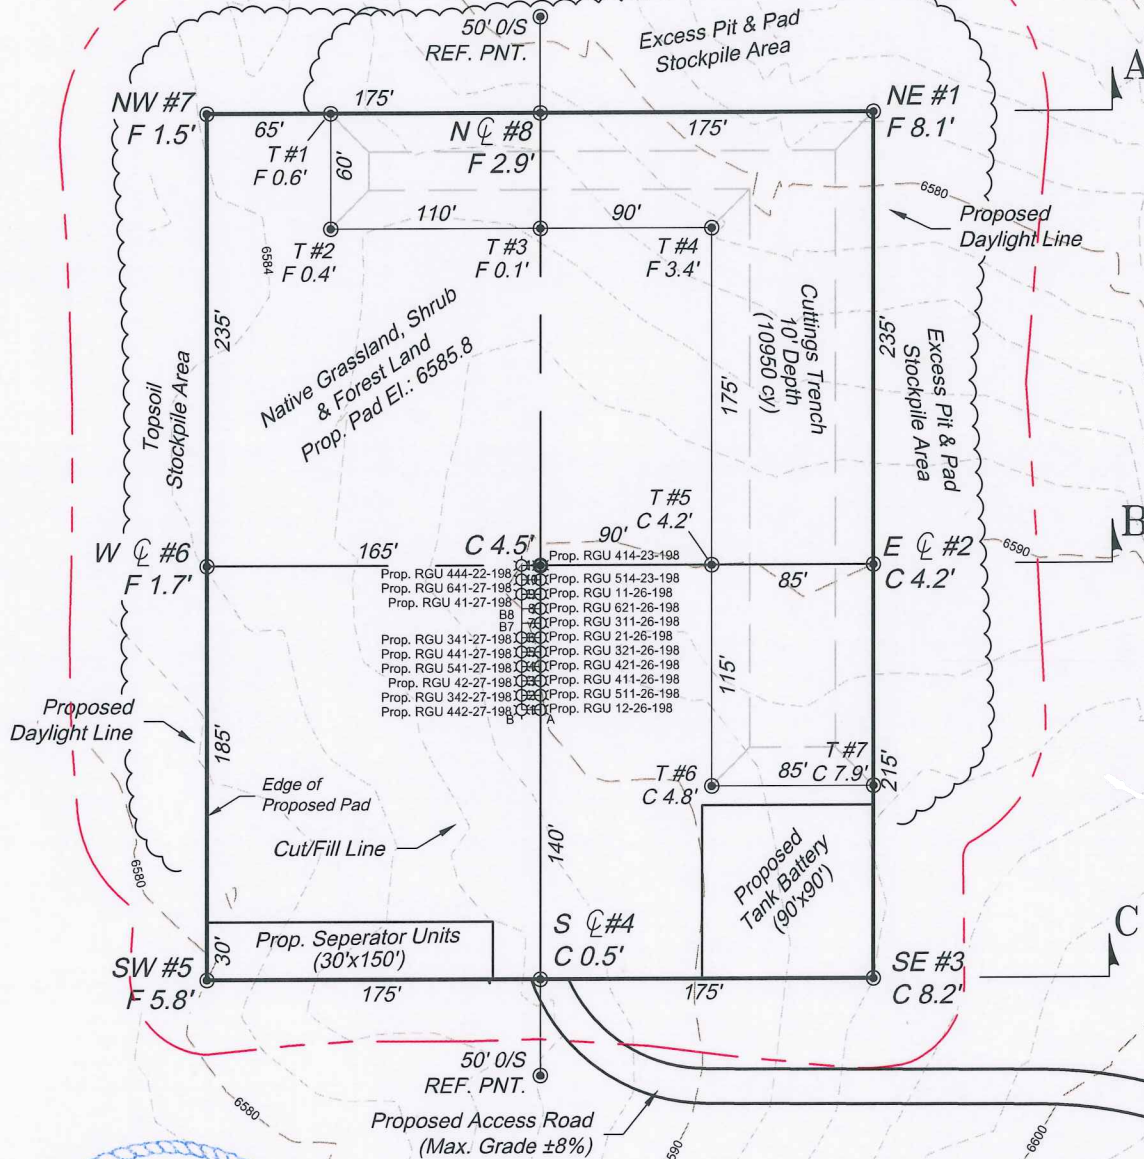 50' 0/S
REF. PNT.
Excess Pit & Pad
Stockpile Area
A
NW #7
F 1.5'
175'
65'
T #1
F 0.6'
60'
N ℄ #8
F 2.9'
175'
NE #1
F 8.1'
6580
Proposed
Daylight Line
110'
90'
T #2
F 0.4'
T #3
F 0.1'
T #4
F 3.4'
6584
235'
Native Grassland, Shrub
& Forest Land
Prop. Pad El.: 6585.8
Cuttings Trench
10' Depth
(10950 cy)
175'
235'
Excess Pit & Pad
Stockpile Area
Topsoil
Stockpile Area
B
T #5
C 4.2'
W ℄ #6
F 1.7'
165'
C 4.5'
90'
85'
E ℄ #2
C 4.2'
6590
Prop. RGU 414-23-198
Prop. RGU 444-22-198
Prop. RGU 514-23-198
Prop. RGU 641-27-198
Prop. RGU 11-26-198
Prop. RGU 41-27-198
Prop. RGU 621-26-198
B8
Prop. RGU 311-26-198
B7
Prop. RGU 21-26-198
Prop. RGU 341-27-198
Prop. RGU 321-26-198
Prop. RGU 441-27-198
Prop. RGU 421-26-198
Prop. RGU 541-27-198
Prop. RGU 411-26-198
Prop. RGU 42-27-198
Prop. RGU 511-26-198
Prop. RGU 342-27-198
Prop. RGU 12-26-198
Prop. RGU 442-27-198
B
A
115'
Proposed
Daylight Line
185'
Edge of
Proposed Pad
Cut/Fill Line
140'
T #6
C 4.8'
85'
T #7
C 7.9'
215'
6580
Proposed
Tank Battery
(90'x90')
Prop. Seperator Units
(30'x150')
30'
S ℄ #4
C 0.5'
C
SW #5
F 5.8'
175'
175'
SE #3
C 8.2'
50' 0/S
REF. PNT.
6580
Proposed Access Road
(Max. Grade ±8%)
6600